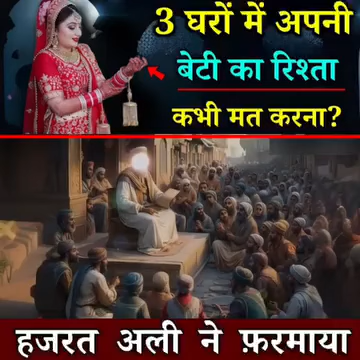 3 घरों में अपनी
बेटी का रिश्ता
कभी मत करना?
हजरत अली ने फ़रमाया